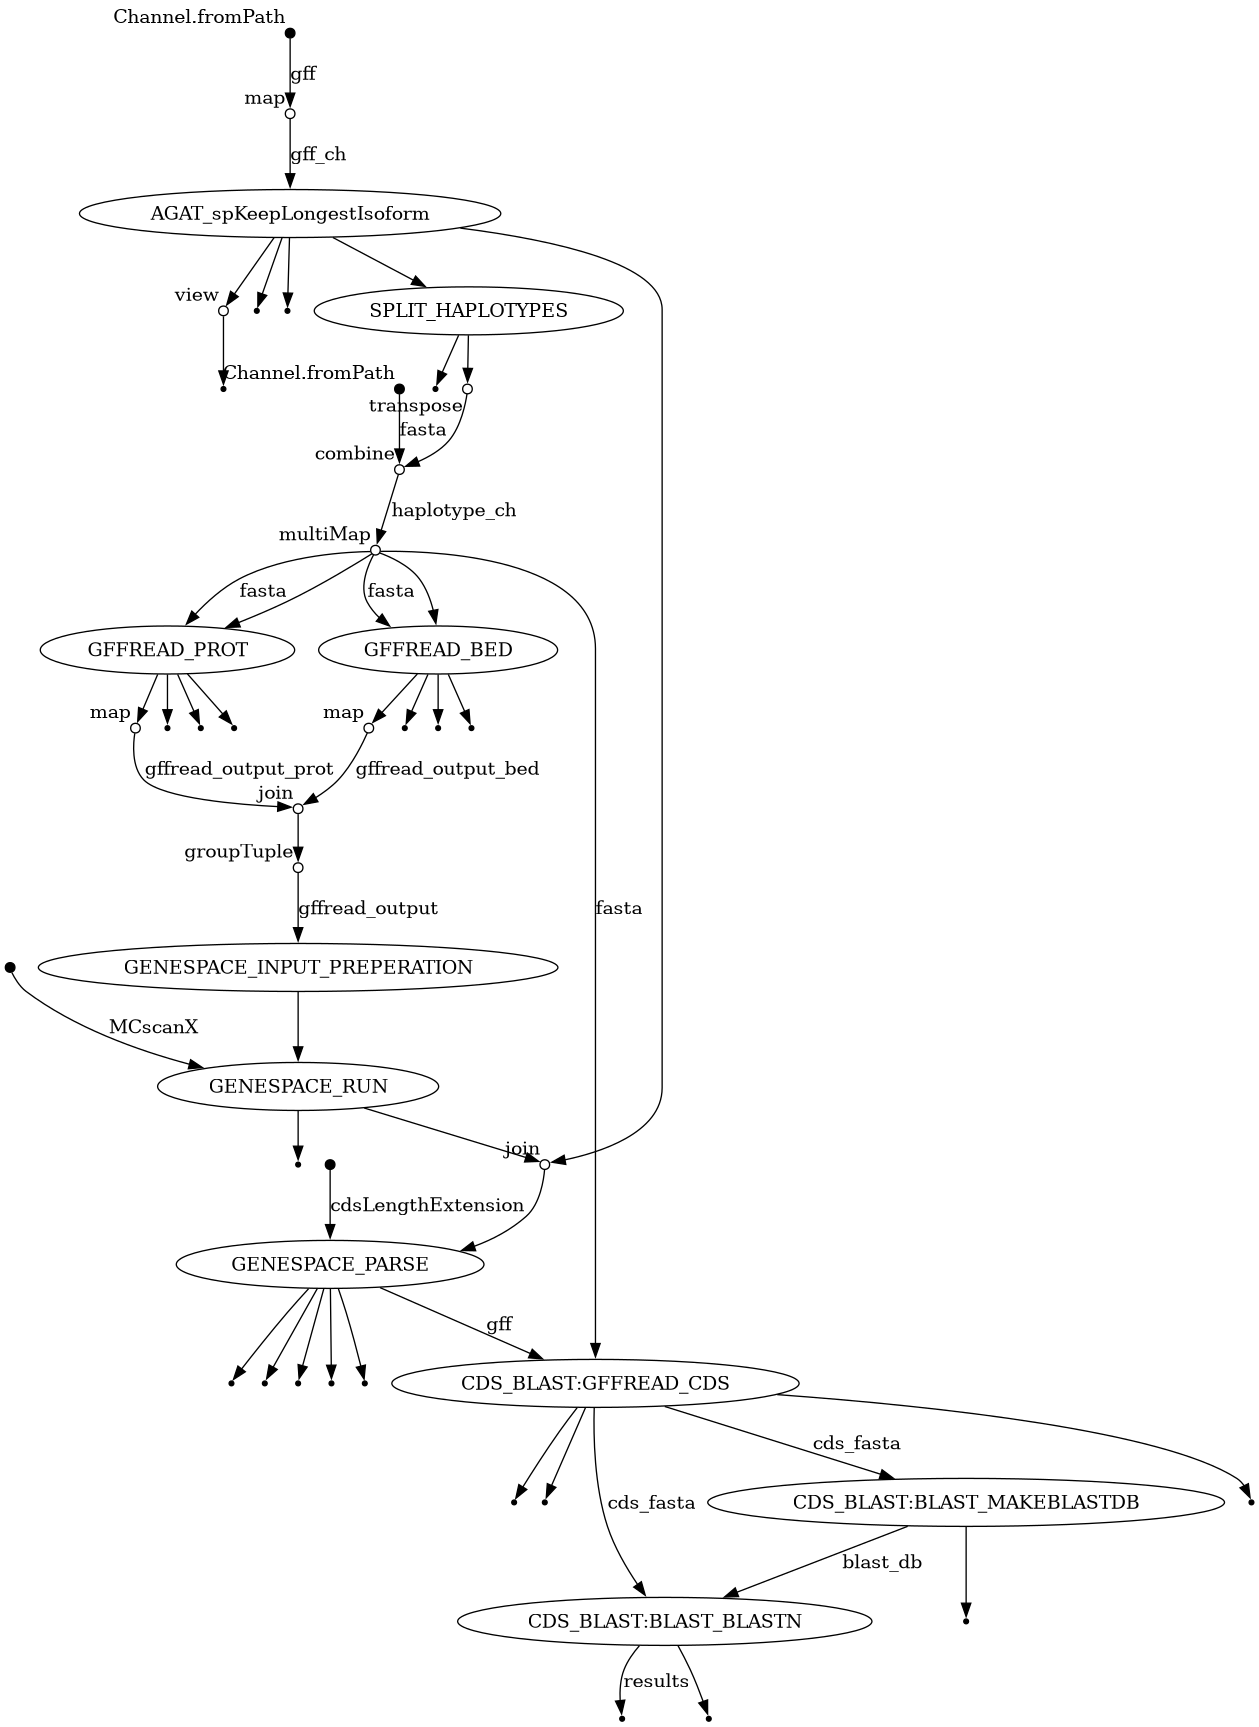 Channel.fromPath
gff
map
gff_ch
AGAT_spKeepLongestIsoform
view
SPLIT_HAPLOTYPES
Channel.fromPath
transpose
fasta
combine
haplotype_ch
multiMap
fasta
fasta
GFFREAD_PROT
GFFREAD_BED
map
map
gffread_output_prot
gffread_output_bed
join
groupTuple
gffread_output
fasta
GENESPACE_INPUT_PREPERATION
MCscanX
GENESPACE_RUN
join
cdsLengthExtension
GENESPACE_PARSE
gff
CDS_BLAST:GFFREAD_CDS
cds_fasta
cds_fasta
CDS_BLAST:BLAST_MAKEBLASTDB
blast_db
CDS_BLAST:BLAST_BLASTN
results